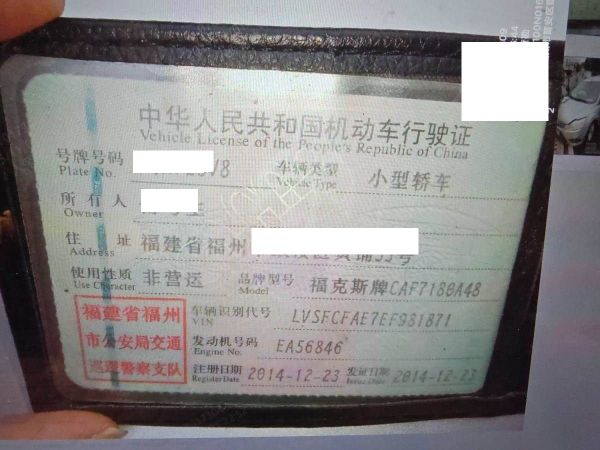 中华人民共和国机动车行驶证
Vehicle License of the People's Republic of China
号牌号码 V8 车辆类型 小型轿车
Plate No. Vehicle Type
所有人
Owner
住址 福建省福州
Address
使用性质 非营运 品牌型号 福克斯牌CAF7180A48
Use Character Model
福建省福州
市公安局交通
巡逻警察支队
车辆识别代号 LVSFCFAE7EF981871
VIN
发动机号码 EA56846
Engine No.
注册日期 2014-12-23 发证日期 2014-12-23
Register Date Issue Date